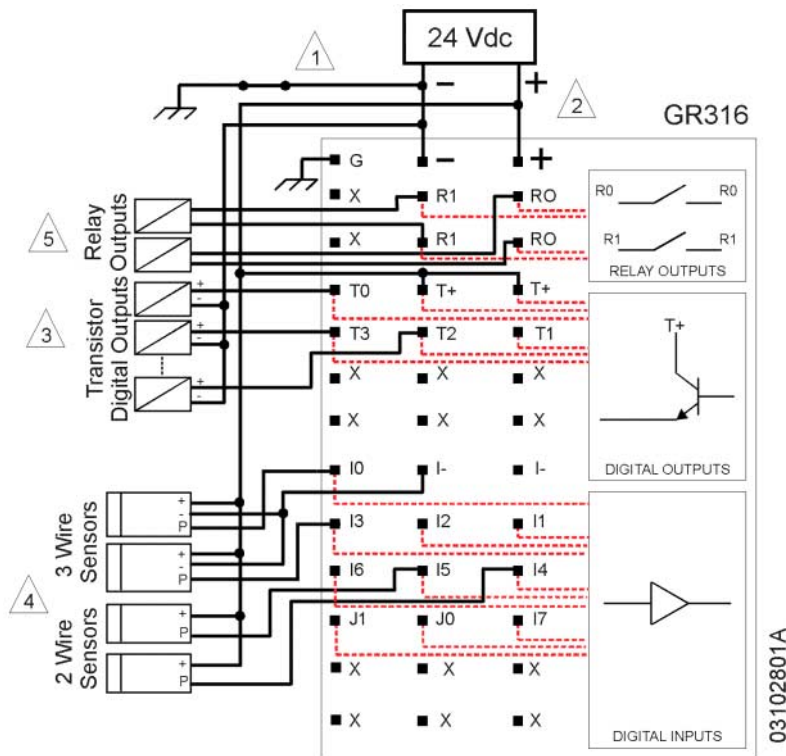 24 Vdc
1
-
+
2
GR316
G - +
X R1 RO
X R1 RO
R0 R0
R1 R1
RELAY OUTPUTS
5
Relay
Outputs
+
-
+
-
+
-
3
Transistor
Digital Outputs
T0 T+ T+
T3 T2 T1
X X X
X X X
T+
DIGITAL OUTPUTS
I0 I- I-
I3 I2 I1
I6 I5 I4
J1 J0 I7
X X X
X X X
DIGITAL INPUTS
3 Wire
Sensors
+
-
P
+
-
P
4
2 Wire
Sensors
+
P
+
P
03102801A